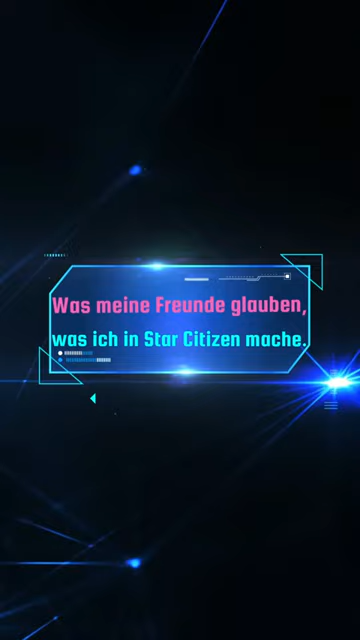 Was meine Freunde glauben,
was ich in Star Citizen mache.